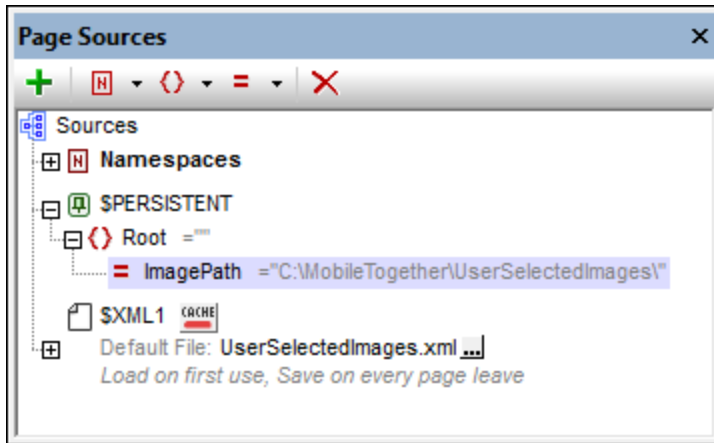 Page Sources
N {} =
Sources
N Namespaces
$PERSISTENT
{} Root =""
= ImagePath ="C:\MobileTogether\UserSelectedImages\"
$XML1 CACHE
Default File: UserSelectedImages.xml ...
Load on first use, Save on every page leave